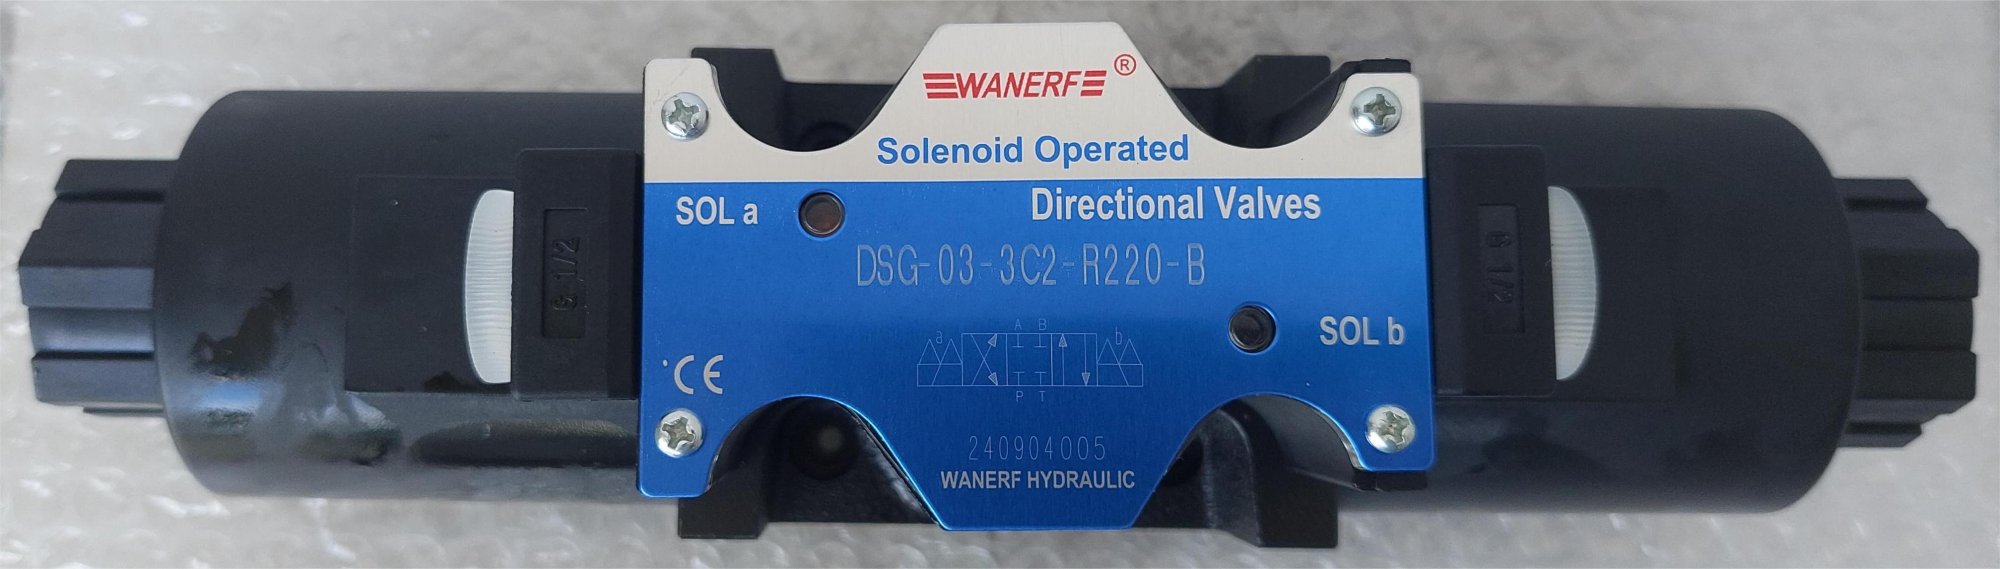 WANERF®
Solenoid Operated
Directional Valves
SOL a
DSG-03-3C2-R220-B
SOL b
A B
a b
P T
CE
240904005
WANERF HYDRAULIC
G 1/2
G 1/2